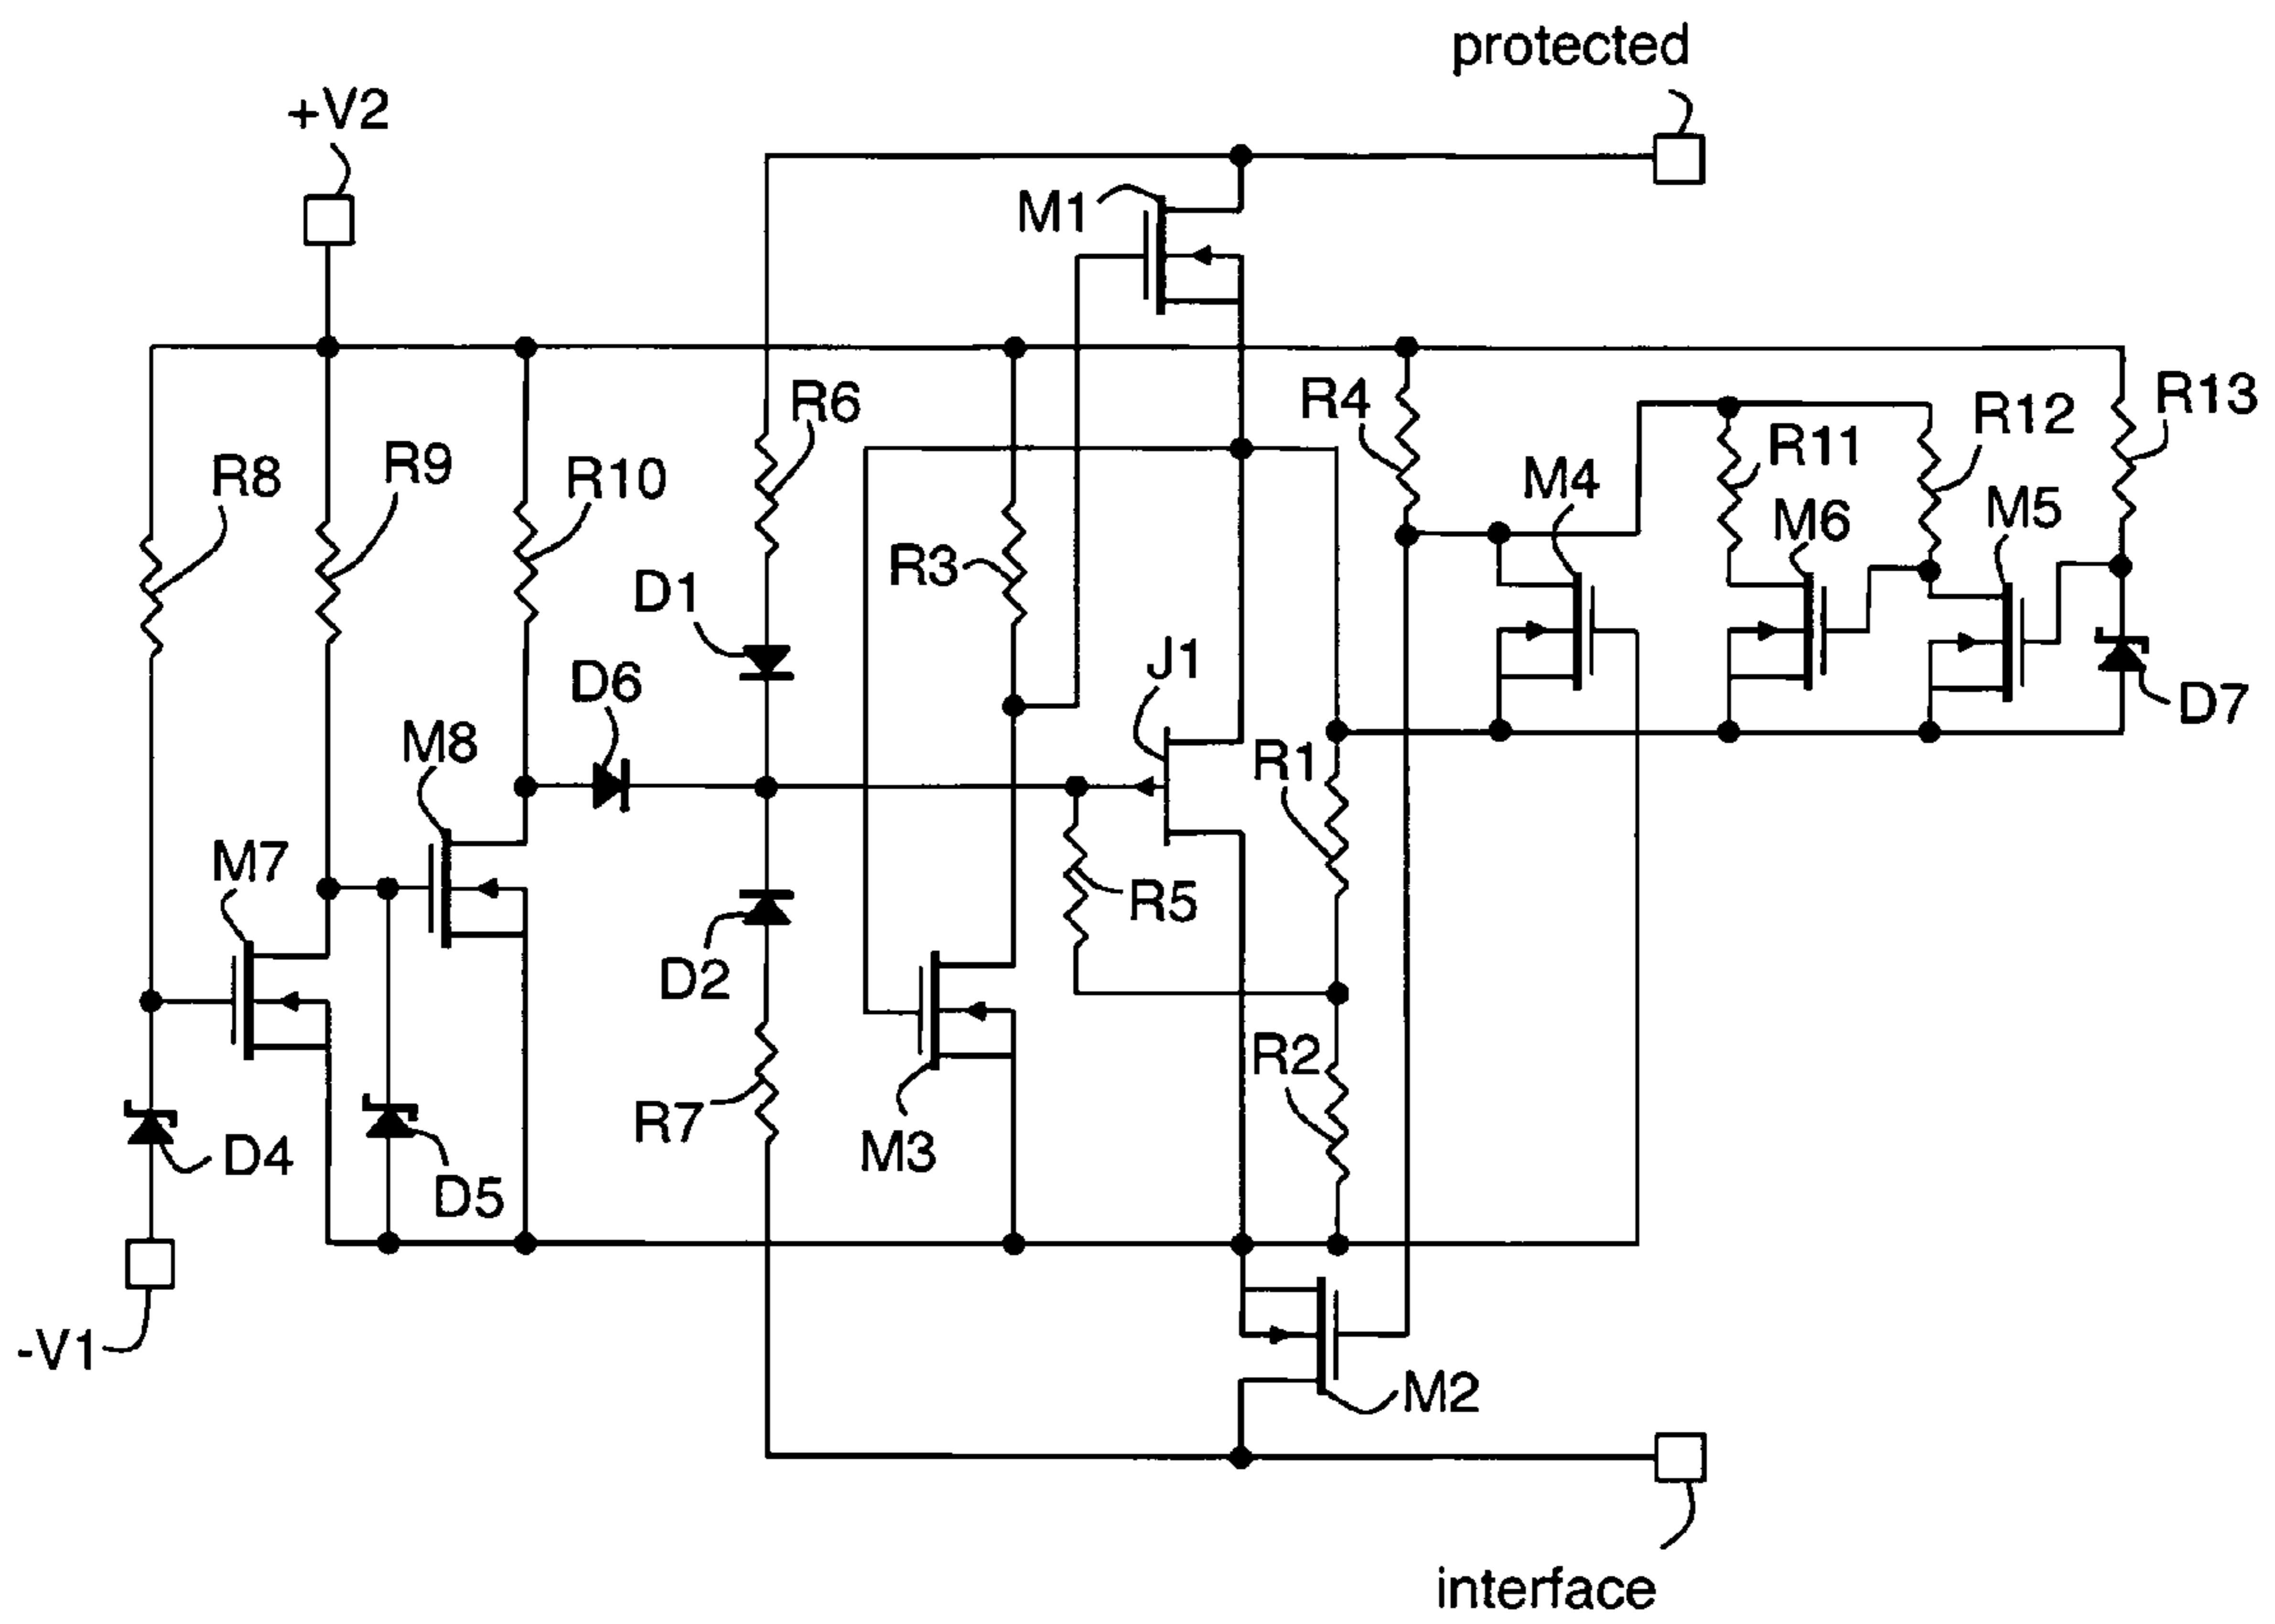 protected
+V2
M1
R6
R4
R12
R13
R11
R9
R10
R8
M4
M6
M5
R3
D1
D6
J1
D7
M8
R1
M7
R5
D2
R2
R7
M3
D4
D5
-V1
M2
interface